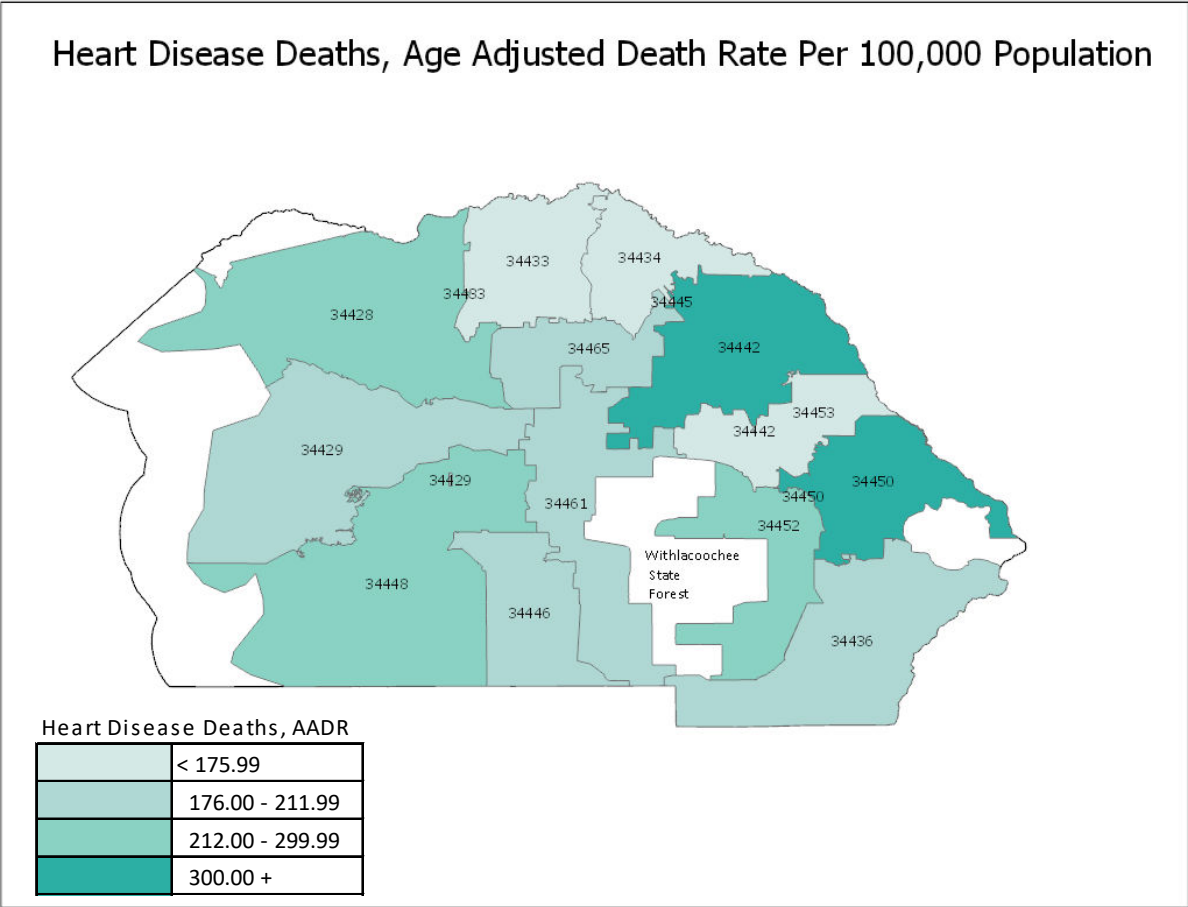 Heart Disease Deaths, Age Adjusted Death Rate Per 100,000 Population
34433
34434
34483
34445
34428
34465
34442
34453
34442
34429
34429
34450
34450
34461
34452
Withlacoochee
State
Forest
34448
34446
34436
Heart Disease Deaths, AADR
< 175.99
176.00 - 211.99
212.00 - 299.99
300.00 +